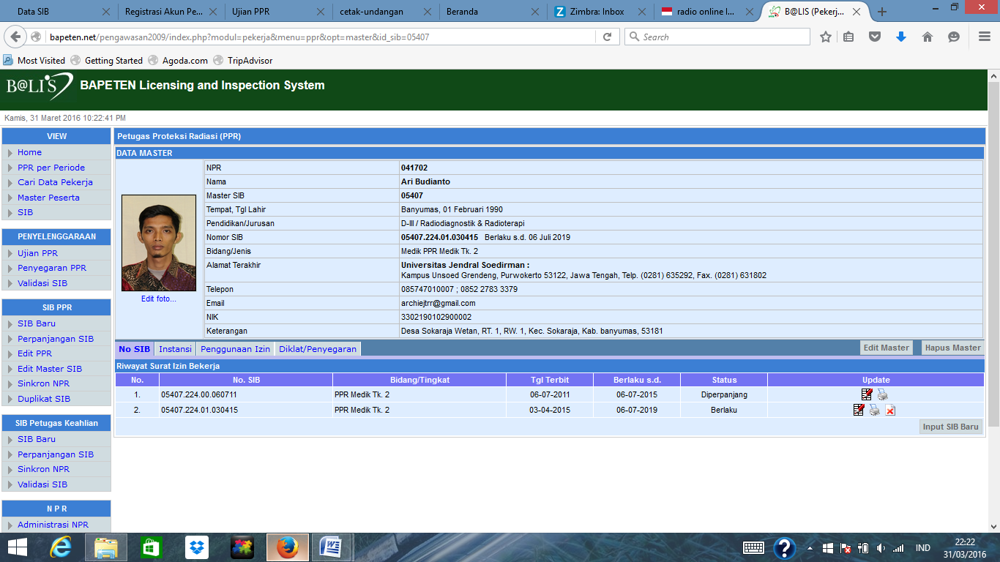 Data SIB
Registrasi Akun Pe...
Ujian PPR
cetak-undangan
Beranda
Zimbra: Inbox
radio online I...
B@LIS (Pekerj...
bapeten.net/pengawasan2009/index.php?modul=pekerja&menu=ppr&opt=master&id_sib=05407
Search
Most Visited Getting Started Agoda.com TripAdvisor
B@LIS BAPETEN Licensing and Inspection System
Kamis, 31 Maret 2016 10:22:41 PM
VIEW
Home
PPR per Periode
Cari Data Pekerja
Master Peserta
SIB
PENYELENGGARAAN
Ujian PPR
Penyegaran PPR
Validasi SIB
SIB PPR
SIB Baru
Perpanjangan SIB
Edit PPR
Edit Master SIB
Sinkron NPR
Duplikat SIB
SIB Petugas Keahlian
SIB Baru
Perpanjangan SIB
Sinkron NPR
Validasi SIB
N P R
Administrasi NPR
Petugas Proteksi Radiasi (PPR)
DATA MASTER
Edit foto...
NPR 041702
Nama Ari Budianto
Master SIB 05407
Tempat, Tgl Lahir Banyumas, 01 Februari 1990
Pendidikan/Jurusan D-III / Radiodiagnostik & Radioterapi
Nomor SIB 05407.224.01.030415 Berlaku s.d. 06 Juli 2019
Bidang/Jenis Medik PPR Medik Tk. 2
Alamat Terakhir Universitas Jendral Soedirman :
Kampus Unsoed Grendeng, Purwokerto 53122, Jawa Tengah, Telp. (0281) 635292, Fax. (0281) 631802
Telepon 085747010007 ; 0852 2783 3379
Email archiejtrr@gmail.com
NIK 3302190102900002
Keterangan Desa Sokaraja Wetan, RT. 1, RW. 1, Kec. Sokaraja, Kab. banyumas, 53181
No SIB Instansi Penggunaan Izin Diklat/Penyegaran Edit Master Hapus Master
Riwayat Surat Izin Bekerja
No. No. SIB Bidang/Tingkat Tgl Terbit Berlaku s.d. Status Update
1. 05407.224.00.060711 PPR Medik Tk. 2 06-07-2011 06-07-2015 Diperpanjang
2. 05407.224.01.030415 PPR Medik Tk. 2 03-04-2015 06-07-2019 Berlaku
Input SIB Baru
IND
22:22
31/03/2016